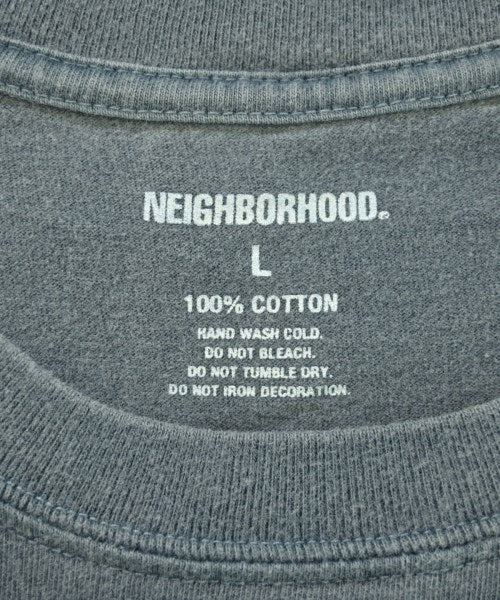 NEIGHBORHOOD®
L
100% COTTON
HAND WASH COLD.
DO NOT BLEACH.
DO NOT TUMBLE DRY.
DO NOT IRON DECORATION.